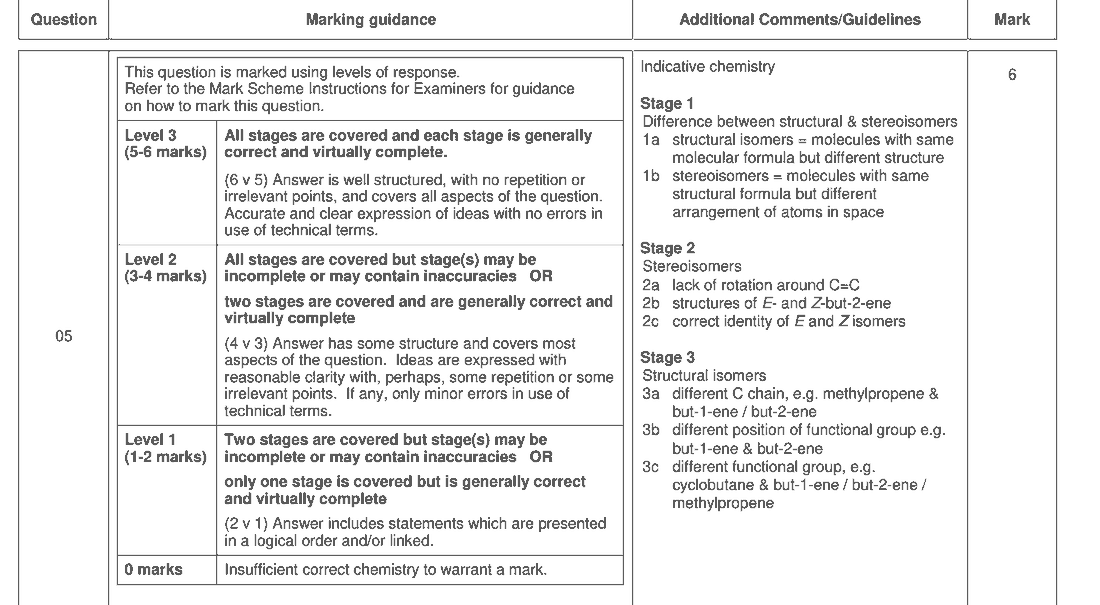 Question
Marking guidance
Additional Comments/Guidelines
Mark
05
This question is marked using levels of response.
Refer to the Mark Scheme Instructions for Examiners for guidance
on how to mark this question.
Level 3
(5-6 marks)
All stages are covered and each stage is generally
correct and virtually complete.
(6 v 5) Answer is well structured, with no repetition or
irrelevant points, and covers all aspects of the question.
Accurate and clear expression of ideas with no errors in
use of technical terms.
Level 2
(3-4 marks)
All stages are covered but stage(s) may be
incomplete or may contain inaccuracies OR
two stages are covered and are generally correct and
virtually complete
(4 v 3) Answer has some structure and covers most
aspects of the question. Ideas are expressed with
reasonable clarity with, perhaps, some repetition or some
irrelevant points. If any, only minor errors in use of
technical terms.
Level 1
(1-2 marks)
Two stages are covered but stage(s) may be
incomplete or may contain inaccuracies OR
only one stage is covered but is generally correct
and virtually complete
(2 v 1) Answer includes statements which are presented
in a logical order and/or linked.
0 marks
Insufficient correct chemistry to warrant a mark.
Indicative chemistry
Stage 1
Difference between structural & stereoisomers
1a structural isomers = molecules with same
molecular formula but different structure
1b stereoisomers = molecules with same
structural formula but different
arrangement of atoms in space
Stage 2
Stereoisomers
2a lack of rotation around C=C
2b structures of E- and Z-but-2-ene
2c correct identity of E and Z isomers
Stage 3
Structural isomers
3a different C chain, e.g. methylpropene &
but-1-ene / but-2-ene
3b different position of functional group e.g.
but-1-ene & but-2-ene
3c different functional group, e.g.
cyclobutane & but-1-ene / but-2-ene /
methylpropene
6